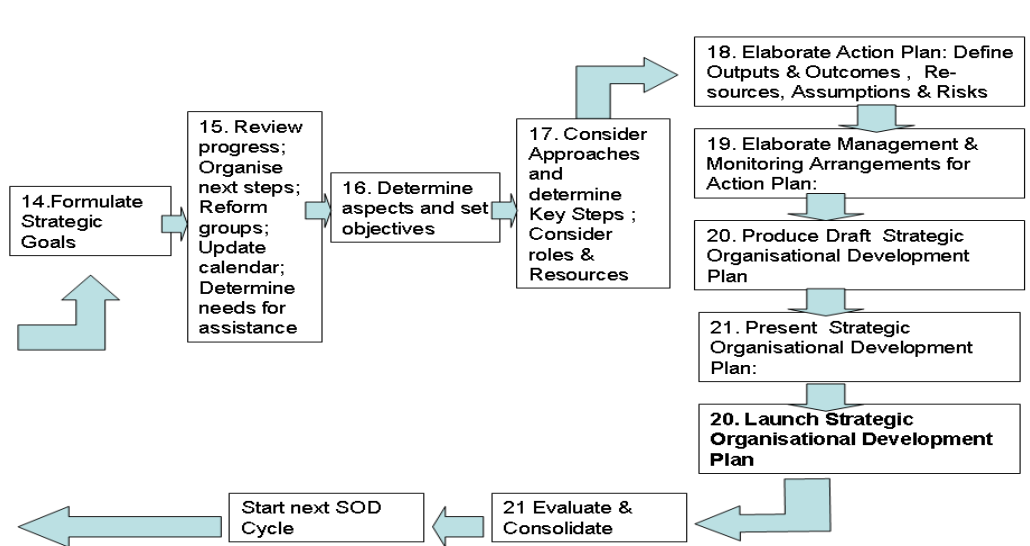 14.Formulate
Strategic
Goals
15. Review
progress;
Organise
next steps;
Reform
groups;
Update
calendar;
Determine
needs for
assistance
16. Determine
aspects and set
objectives
17. Consider
Approaches
and
determine
Key Steps ;
Consider
roles &
Resources
18. Elaborate Action Plan: Define
Outputs & Outcomes , Re-
sources, Assumptions & Risks
19. Elaborate Management &
Monitoring Arrangements for
Action Plan:
20. Produce Draft Strategic
Organisational Development
Plan
21. Present Strategic
Organisational Development
Plan:
20. Launch Strategic
Organisational Development
Plan
21 Evaluate &
Consolidate
Start next SOD
Cycle